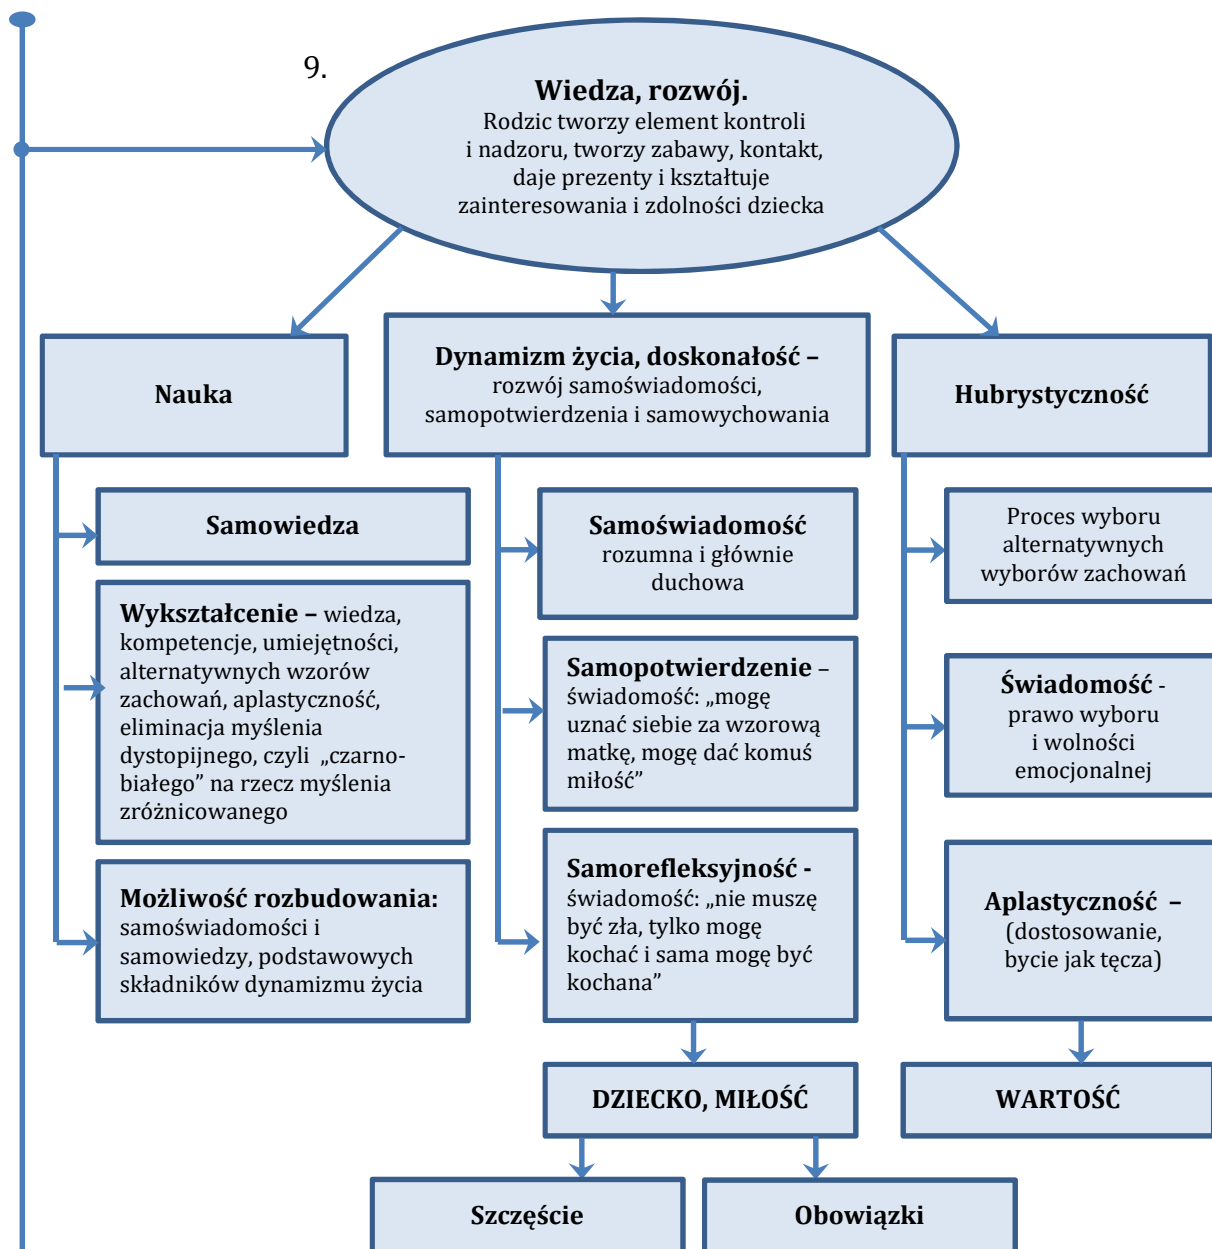 9.
Wiedza, rozwój.
Rodzic tworzy element kontroli
i nadzoru, tworzy zabawy, kontakt,
daje prezenty i kształtuje
zainteresowania i zdolności dziecka
Nauka
Dynamizm życia, doskonałość –
rozwój samoświadomości,
samopotwierdzenia i samowychowania
Hubrystyczność
Samowiedza
Wykształcenie – wiedza,
kompetencje, umiejętności,
alternatywnych wzorów
zachowań, aplastyczność,
eliminacja myślenia
dystopijnego, czyli „czarno-
białego” na rzecz myślenia
zróżnicowanego
Możliwość rozbudowania:
samoświadomości i
samowiedzy, podstawowych
składników dynamizmu życia
Samoświadomość
rozumna i głównie
duchowa
Samopotwierdzenie –
świadomość: „mogę
uznać siebie za wzorową
matkę, mogę dać komuś
miłość”
Samorefleksyjność -
świadomość: „nie muszę
być zła, tylko mogę
kochać i sama mogę być
kochana”
Proces wyboru
alternatywnych
wyborów zachowań
Świadomość -
prawo wyboru
i wolności
emocjonalnej
Aplastyczność –
(dostosowanie,
bycie jak tęcza)
DZIECKO, MIŁOŚĆ
WARTOŚĆ
Szczęście
Obowiązki